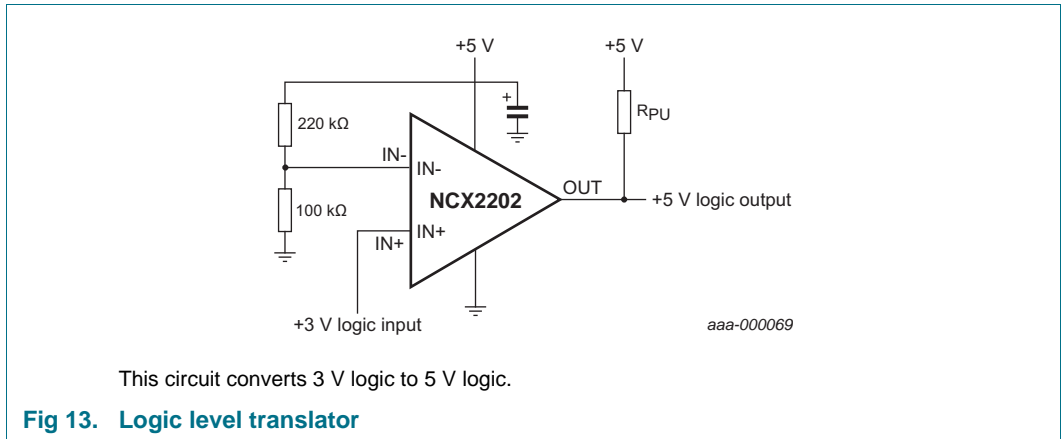 +5 V
+5 V
220 kΩ
+
RPU
IN-
IN-
NCX2202
OUT
+5 V logic output
100 kΩ
IN+
IN+
+3 V logic input
aaa-000069
This circuit converts 3 V logic to 5 V logic.
Fig 13. Logic level translator